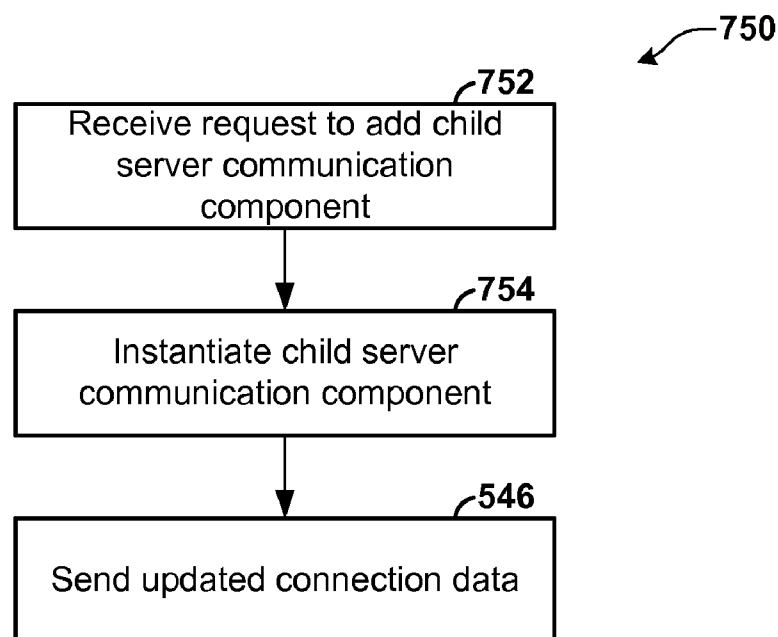 750
752
Receive request to add child
server communication
component
754
Instantiate child server
communication component
546
Send updated connection data